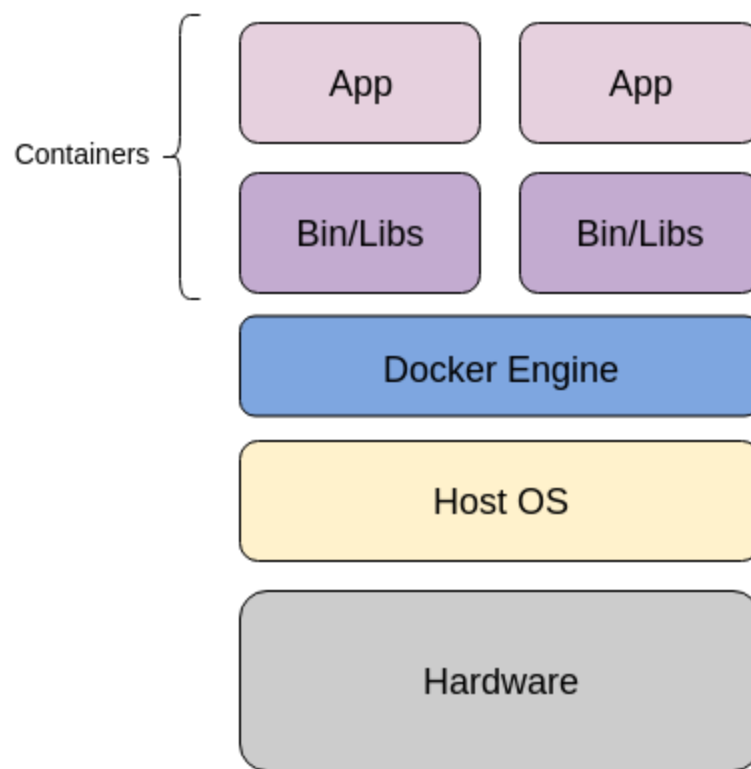 App
App
Containers
Bin/Libs
Bin/Libs
Docker Engine
Host OS
Hardware